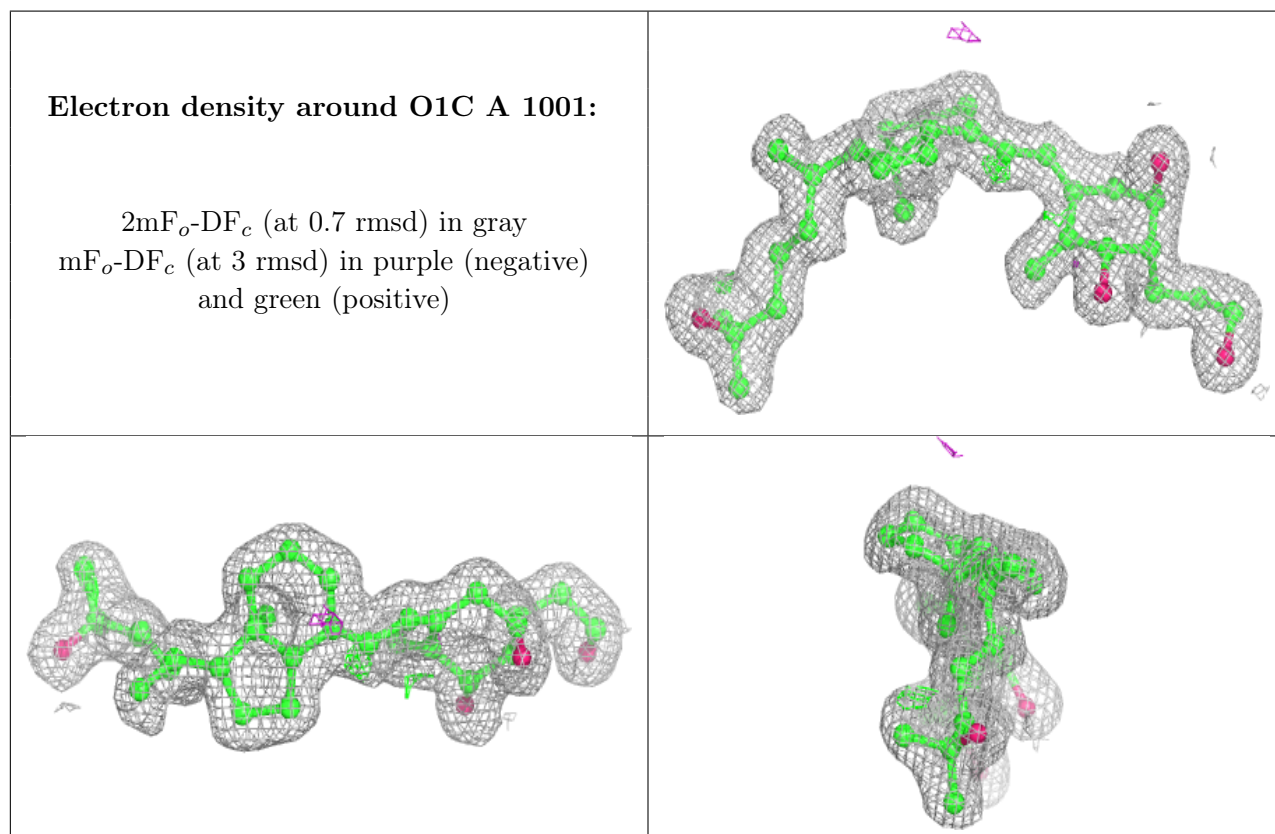 Electron density around O1C A 1001:
2mFₒ-DF𝒸 (at 0.7 rmsd) in gray
mFₒ-DF𝒸 (at 3 rmsd) in purple (negative)
and green (positive)